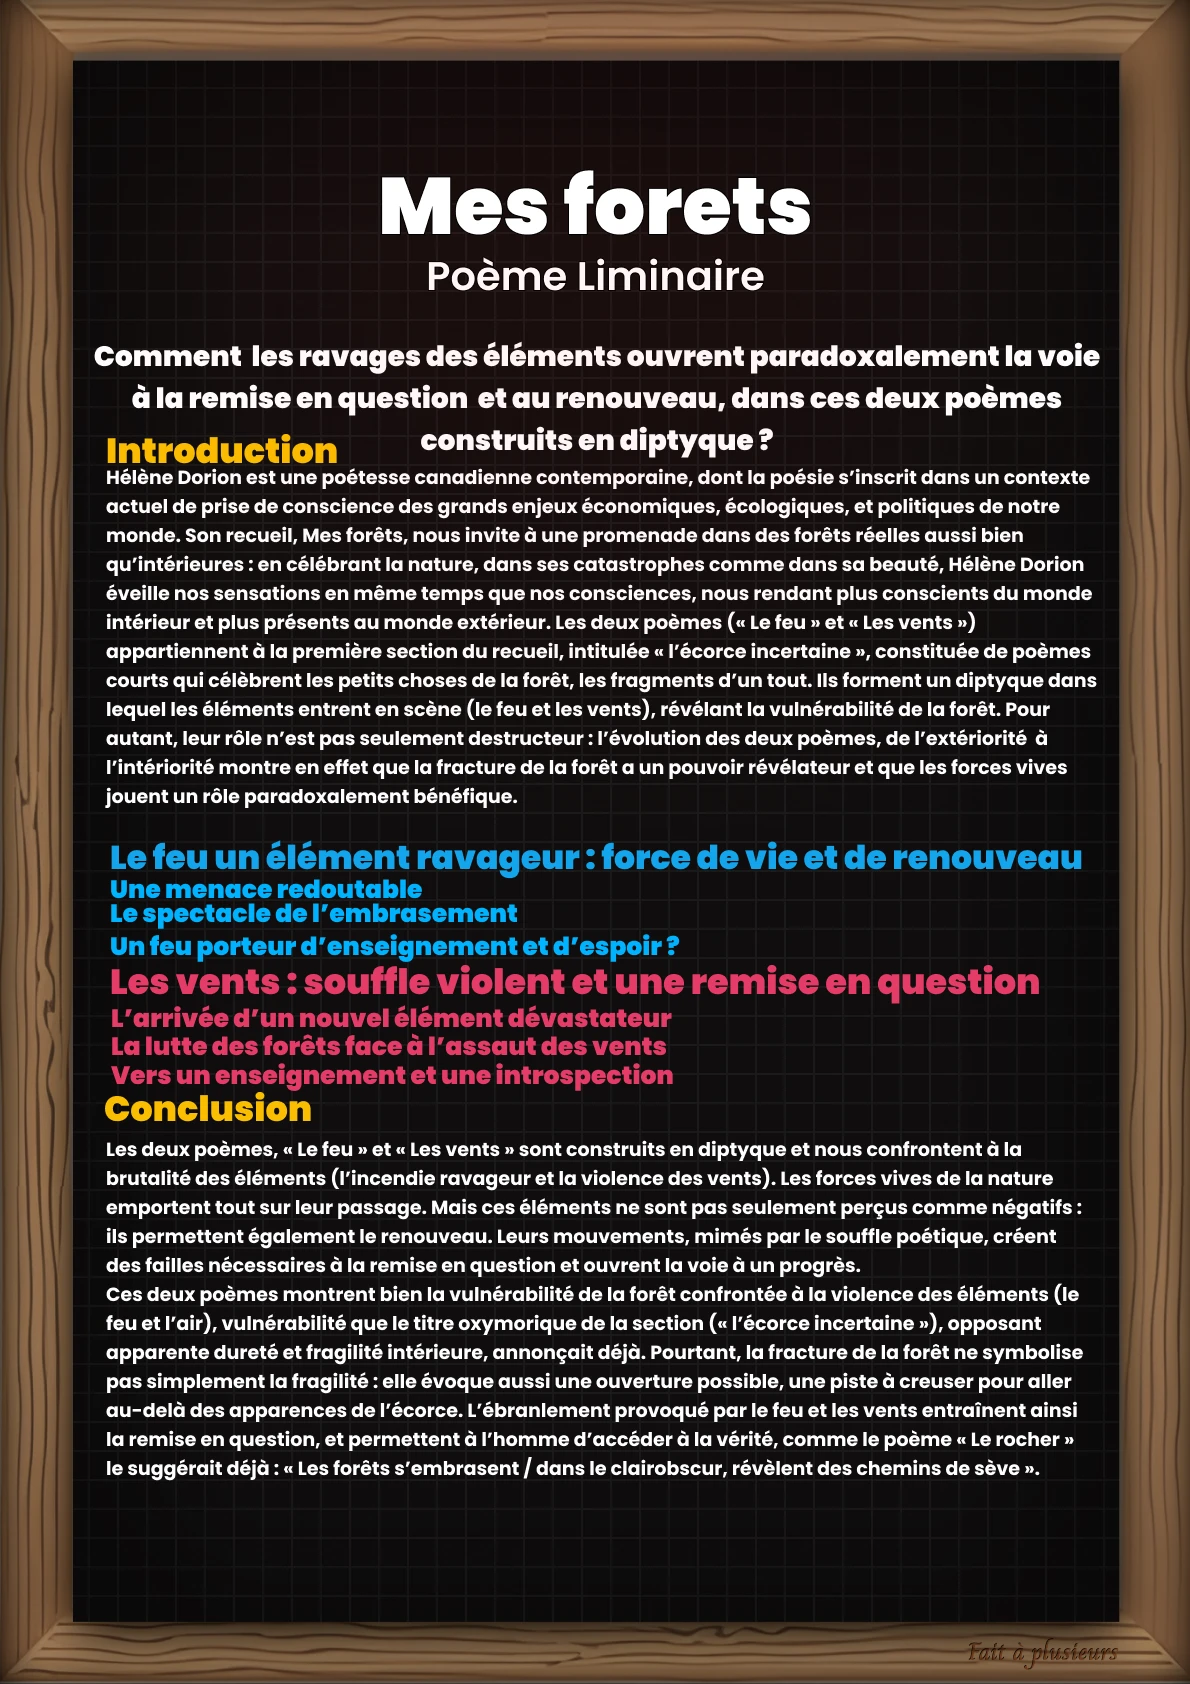 Mes forets
Poème Liminaire
Comment les ravages des éléments ouvrent paradoxalement la voie
à la remise en question et au renouveau, dans ces deux poèmes
construits en diptyque ?
Introduction
Hélène Dorion est une poétesse canadienne contemporaine, dont la poésie s’inscrit dans un contexte
actuel de prise de conscience des grands enjeux économiques, écologiques, et politiques de notre
monde. Son recueil, Mes forêts, nous invite à une promenade dans des forêts réelles aussi bien
qu’intérieures : en célébrant la nature, dans ses catastrophes comme dans sa beauté, Hélène Dorion
éveille nos sensations en même temps que nos consciences, nous rendant plus conscients du monde
intérieur et plus présents au monde extérieur. Les deux poèmes (« Le feu » et « Les vents »)
appartiennent à la première section du recueil, intitulée « l’écorce incertaine », constituée de poèmes
courts qui célèbrent les petits choses de la forêt, les fragments d’un tout. Ils forment un diptyque dans
lequel les éléments entrent en scène (le feu et les vents), révélant la vulnérabilité de la forêt. Pour
autant, leur rôle n’est pas seulement destructeur : l’évolution des deux poèmes, de l’extériorité à
l’intériorité montre en effet que la fracture de la forêt a un pouvoir révélateur et que les forces vives
jouent un rôle paradoxalement bénéfique.
Le feu un élément ravageur : force de vie et de renouveau
Une menace redoutable
Le spectacle de l’embrasement
Un feu porteur d’enseignement et d’espoir ?
Les vents : souffle violent et une remise en question
L’arrivée d’un nouvel élément dévastateur
La lutte des forêts face à l’assaut des vents
Vers un enseignement et une introspection
Conclusion
Les deux poèmes, « Le feu » et « Les vents » sont construits en diptyque et nous confrontent à la
brutalité des éléments (l’incendie ravageur et la violence des vents). Les forces vives de la nature
emportent tout sur leur passage. Mais ces éléments ne sont pas seulement perçus comme négatifs :
ils permettent également le renouveau. Leurs mouvements, mimés par le souffle poétique, créent
des failles nécessaires à la remise en question et ouvrent la voie à un progrès.
Ces deux poèmes montrent bien la vulnérabilité de la forêt confrontée à la violence des éléments (le
feu et l’air), vulnérabilité que le titre oxymorique de la section (« l’écorce incertaine »), opposant
apparente dureté et fragilité intérieure, annonçait déjà. Pourtant, la fracture de la forêt ne symbolise
pas simplement la fragilité : elle évoque aussi une ouverture possible, une piste à creuser pour aller
au-delà des apparences de l’écorce. L’ébranlement provoqué par le feu et les vents entraînent ainsi
la remise en question, et permettent à l’homme d’accéder à la vérité, comme le poème « Le rocher »
le suggérait déjà : « Les forêts s’embrasent / dans le clairobscur, révèlent des chemins de sève ».
Fait à plusieurs